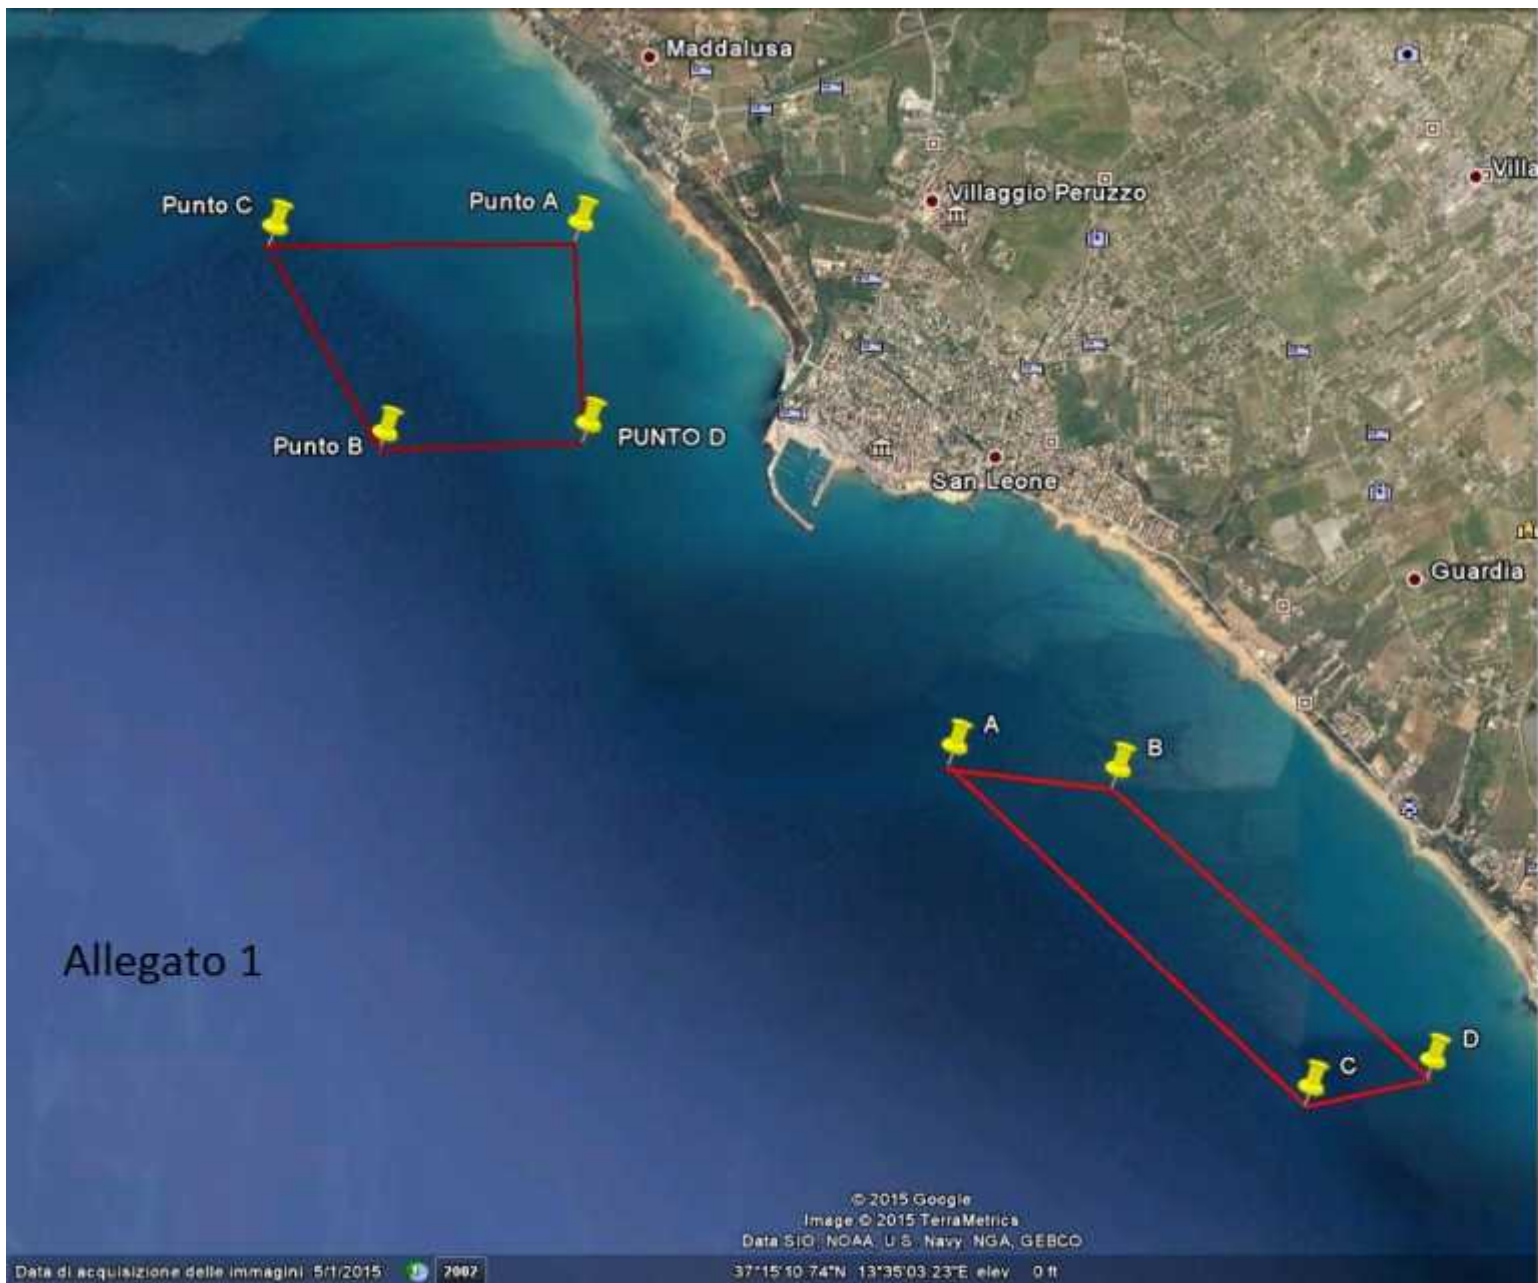 Maddalusa
Villa
Villaggio Peruzzo
Punto C
Punto A
Punto B
PUNTO D
San Leone
Guardia
A
B
Allegato 1
C
D
© 2015 Google
Image © 2015 TerraMetrics
Data SIO, NOAA, U.S. Navy, NGA, GEBCO
Data di acquisizione delle immagini 5/1/2015 2002 37°15'10.74"N 13°35'03.23"E elev 0 ft